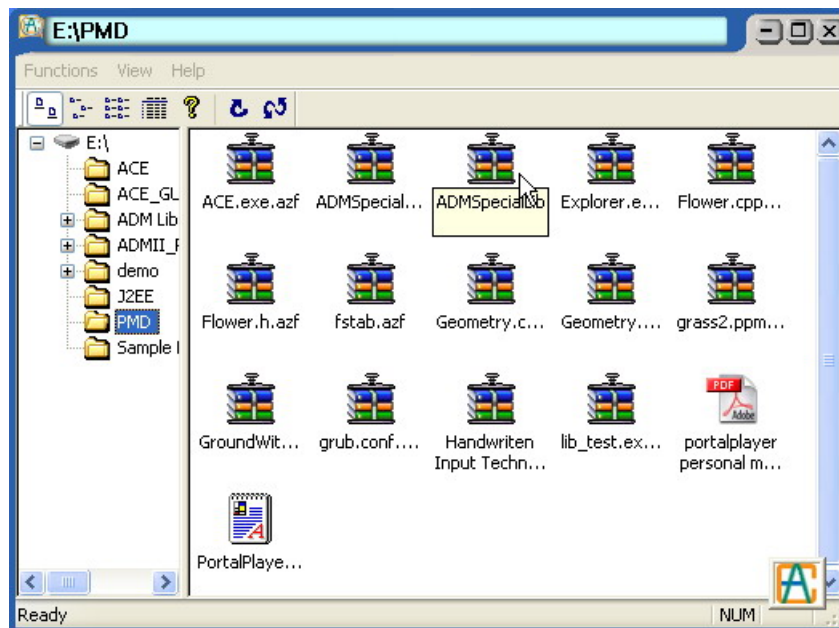 E:\PMD
Functions View Help
E:\
ACE
ACE_GL
ADM Lib
ADMII_F
demo
J2EE
PMD
Sample I
ACE.exe.azf ADMSpecial... ADMSpecial Explorer.e... Flower.cpp...
Flower.h.azf fstab.azf Geometry.c... Geometry.... grass2.ppm...
GroundWit... grub.conf.... Handwriten
Input Techn... lib_test.ex... portalplayer
personal m...
PDF
Adobe
PortalPlaye...
Ready NUM